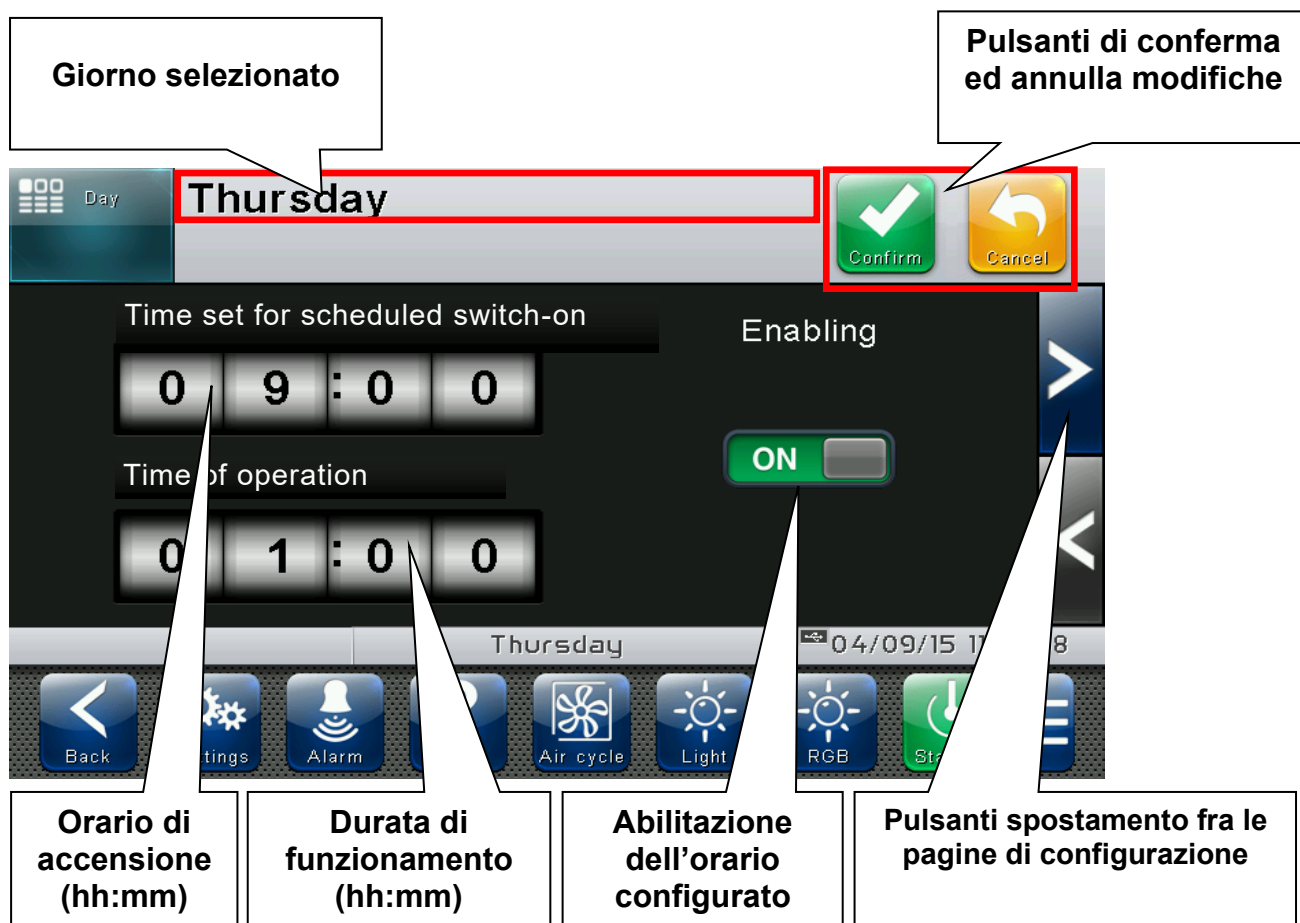 Giorno selezionato
Pulsanti di conferma
ed annulla modifiche
Day
Thursday
Confirm
Cancel
Time set for scheduled switch-on
Enabling
0 9 : 0 0
ON
Time of operation
0 1 : 0 0
Thursday
04/09/15
Back
Alarm
Air cycle
Light
RGB
Orario di
accensione
(hh:mm)
Durata di
funzionamento
(hh:mm)
Abilitazione
dell’orario
configurato
Pulsanti spostamento fra le
pagine di configurazione